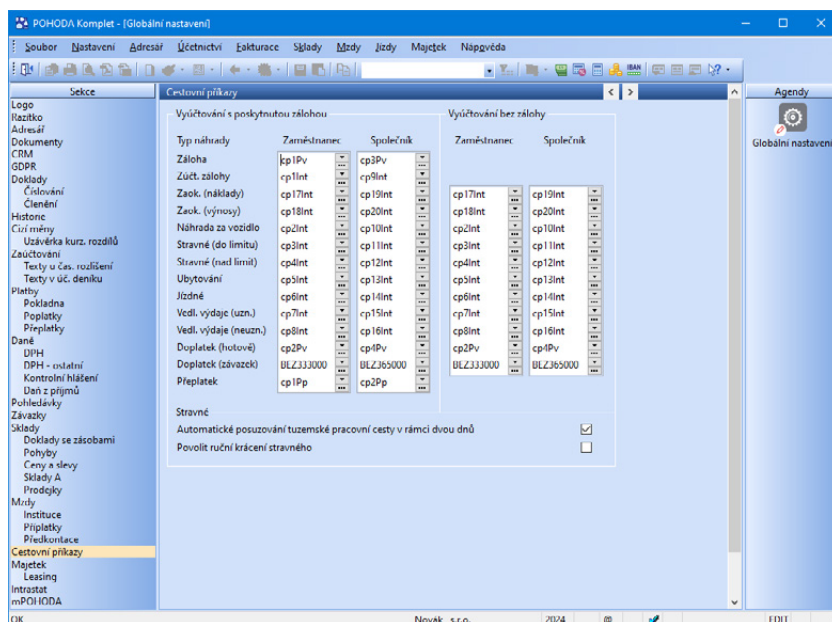 POHODA Komplet - [Globální nastavení]
Soubor Nastavení Adresář Účetnictví Fakturace Sklady Mzdy Jízdy Majetek Nápověda
IBAN
Sekce
Logo
Razítko
Adresář
Dokumenty
CRM
GDPR
Doklady
Číslování
Členění
Historie
Cizí měny
Uzávěrka kurz. rozdílů
Zaúčtování
Texty u čas. rozlišení
Texty v úč. deníku
Platby
Pokladna
Poplatky
Přeplatky
Daně
DPH
DPH - ostatní
Kontrolní hlášení
Daň z příjmů
Pohledávky
Závazky
Sklady
Doklady se zásobami
Pohyby
Ceny a slevy
Sklady A
Prodejky
Mzdy
Instituce
Příplatky
Předkontace
Cestovní příkazy
Majetek
Leasing
Intrastat
mPOHODA
Cestovní příkazy
Vyúčtování s poskytnutou zálohou Vyúčtování bez zálohy
Typ náhrady Zaměstnanec Společník Zaměstnanec Společník
Záloha cp1Pv cp3Pv
Zúčt. zálohy cp1Int cp9Int
Zaok. (náklady) cp17Int cp19Int cp17Int cp19Int
Zaok. (výnosy) cp18Int cp20Int cp18Int cp20Int
Náhrada za vozidlo cp2Int cp10Int cp2Int cp10Int
Stravné (do limitu) cp3Int cp11Int cp3Int cp11Int
Stravné (nad limit) cp4Int cp12Int cp4Int cp12Int
Ubytování cp5Int cp13Int cp5Int cp13Int
Jízdné cp6Int cp14Int cp6Int cp14Int
Vedl. výdaje (uzn.) cp7Int cp15Int cp7Int cp15Int
Vedl. výdaje (neuzn.) cp8Int cp16Int cp8Int cp16Int
Doplatek (hotově) cp2Pv cp4Pv cp2Pv cp4Pv
Doplatek (závazek) BEZ333000 BEZ365000 BEZ333000 BEZ365000
Přeplatek cp1Pp cp2Pp
Stravné
Automatické posuzování tuzemské pracovní cesty v rámci dvou dnů
Povolit ruční krácení stravného
Agendy
Globální nastavení
OK Novák s.r.o. 2024 @ EDIT